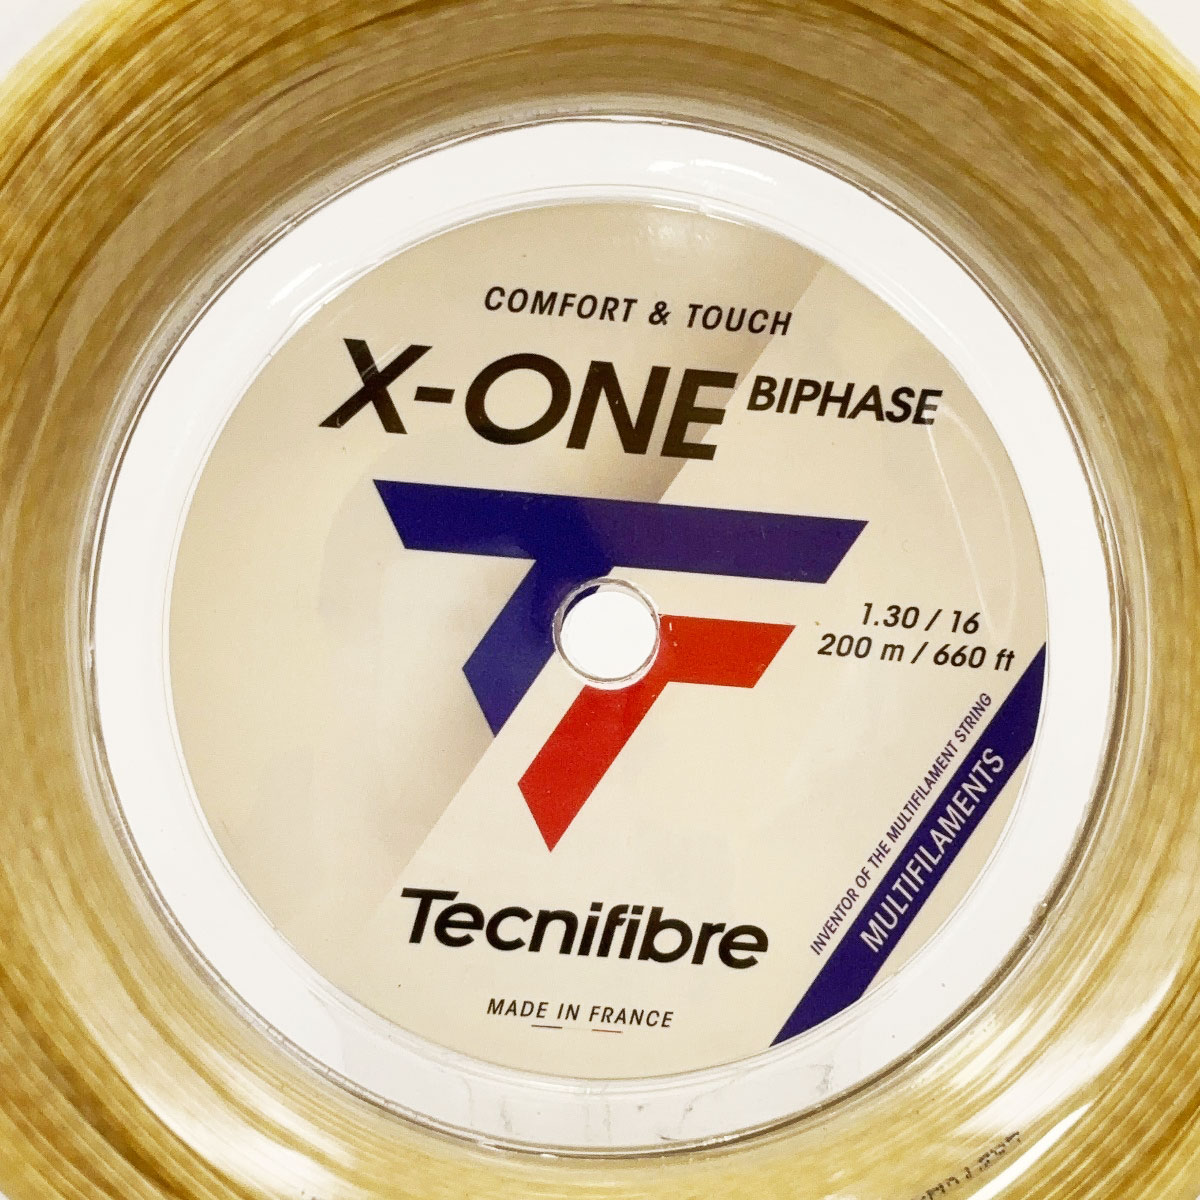 COMFORT & TOUCH
X-ONE BIPHASE
1.30 / 16
200 m / 660 ft
INVENTOR OF THE MULTIFILAMENT STRING
MULTIFILAMENTS
Tecnifibre
MADE IN FRANCE